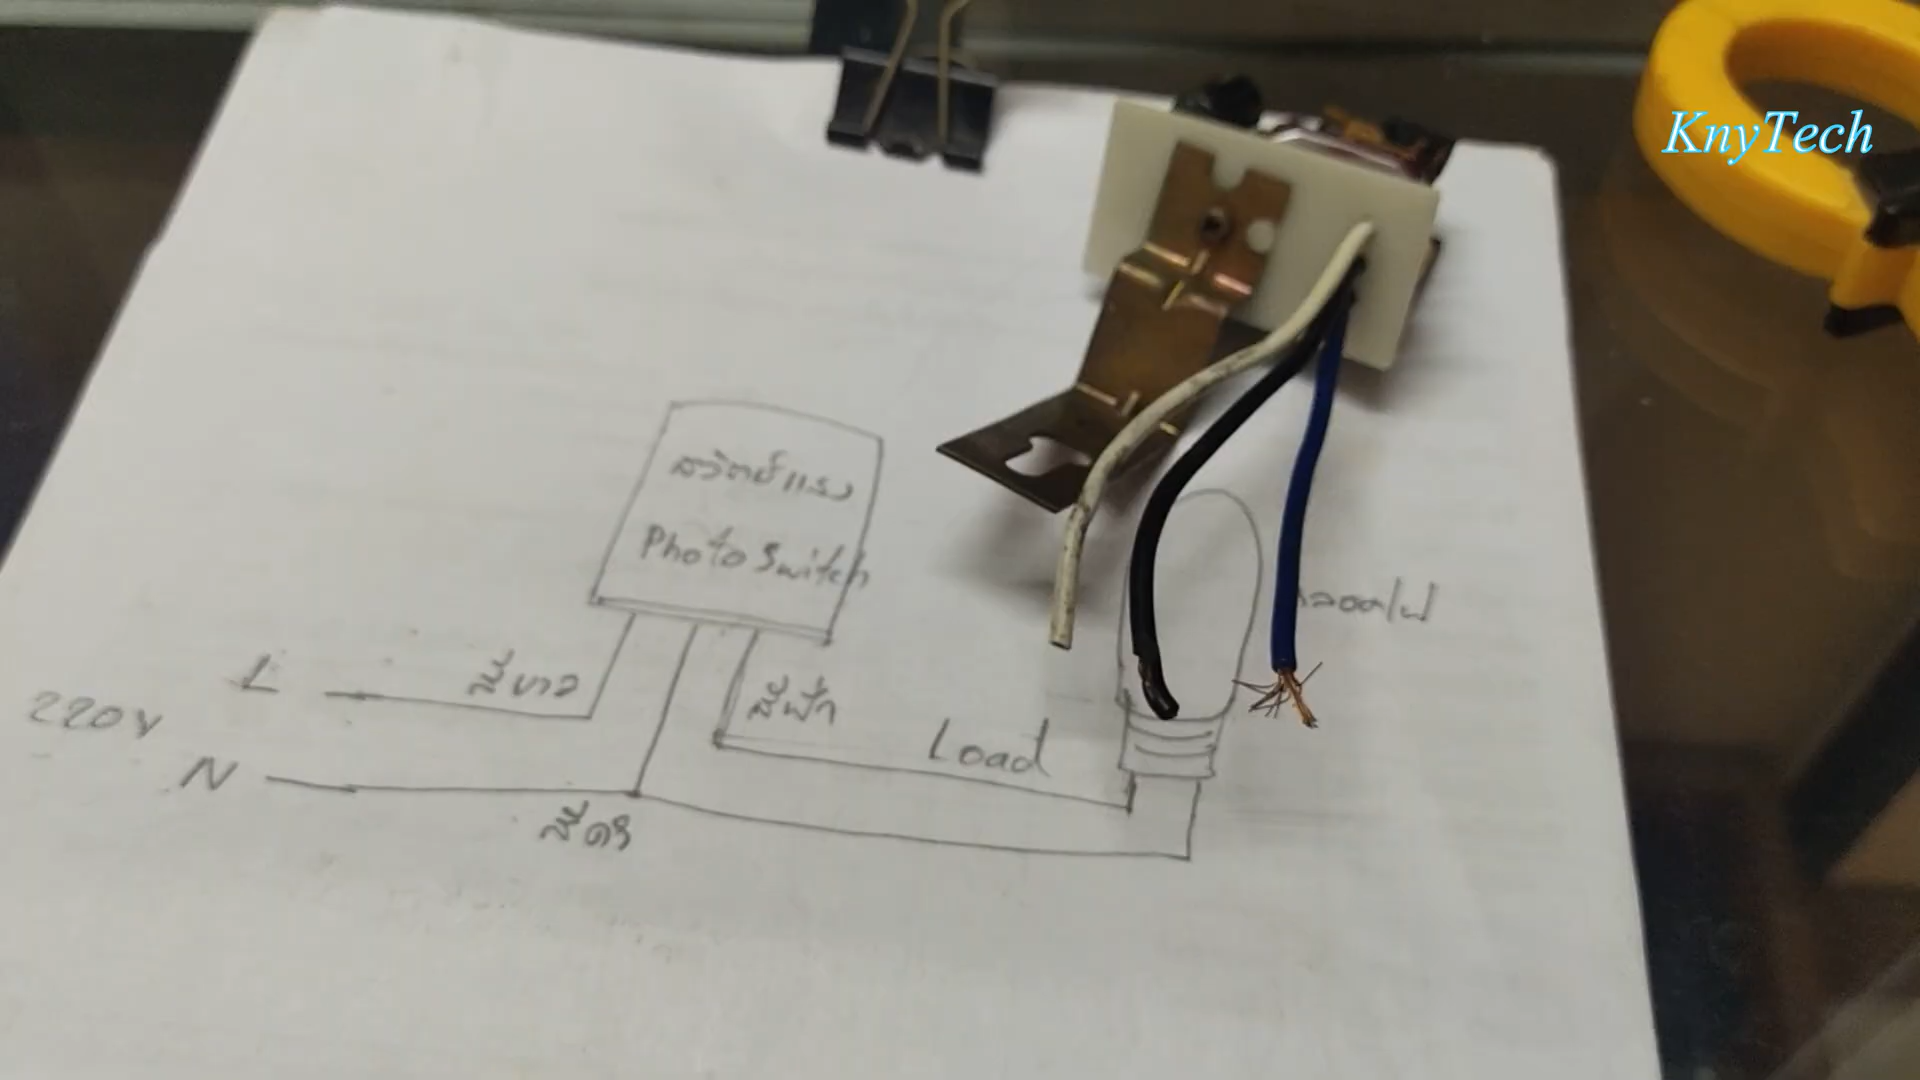 KnyTech
สวิตช์แสง
Photo Switch
หลอดไฟ
L
สีขาว
220v
สีฟ้า
Load
N
สีดำ